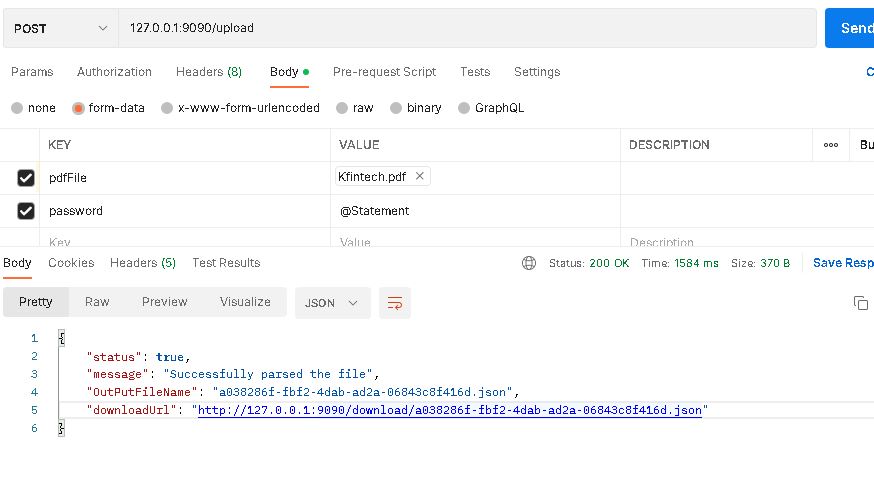 POST 127.0.0.1:9090/upload Send
Params Authorization Headers (8) Body Pre-request Script Tests Settings C
none form-data x-www-form-urlencoded raw binary GraphQL
KEY VALUE DESCRIPTION ooo Bu
pdfFile Kfintech.pdf ×
password @Statement
Key Value Description
Body Cookies Headers (5) Test Results Status: 200 OK Time: 1584 ms Size: 370 B Save Resp
Pretty Raw Preview Visualize JSON
1 {
2 "status": true,
3 "message": "Successfully parsed the file",
4 "OutPutFileName": "a038286f-fbf2-4dab-ad2a-06843c8f416d.json",
5 "downloadUrl": "http://127.0.0.1:9090/download/a038286f-fbf2-4dab-ad2a-06843c8f416d.json"
6 }